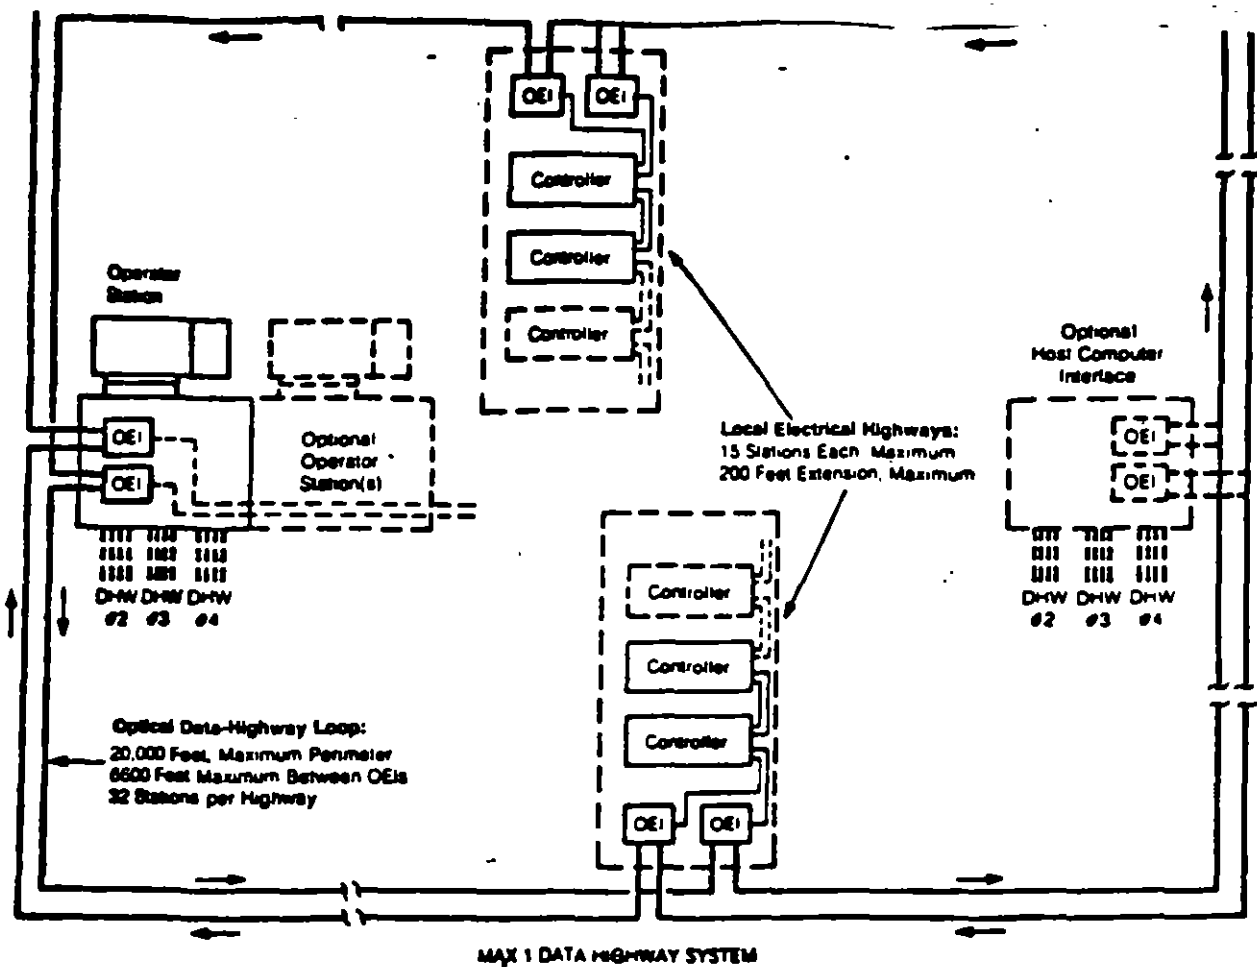 OEI
OEI
Controller
Controller
Controller
Operator
Station
OEI
OEI
Optional
Operator
Station(s)
DHW DHW DHW
#2 #3 #4
Local Electrical Highways:
15 Stations Each Maximum
200 Feet Extension, Maximum
Optional
Host Computer
Interface
OEI
OEI
DHW DHW DHW
#2 #3 #4
Controller
Controller
Controller
OEI
OEI
Optical Data-Highway Loop:
20,000 Feet, Maximum Perimeter
6600 Feet Maximum Between OEIs
32 Stations per Highway
MAX 1 DATA HIGHWAY SYSTEM